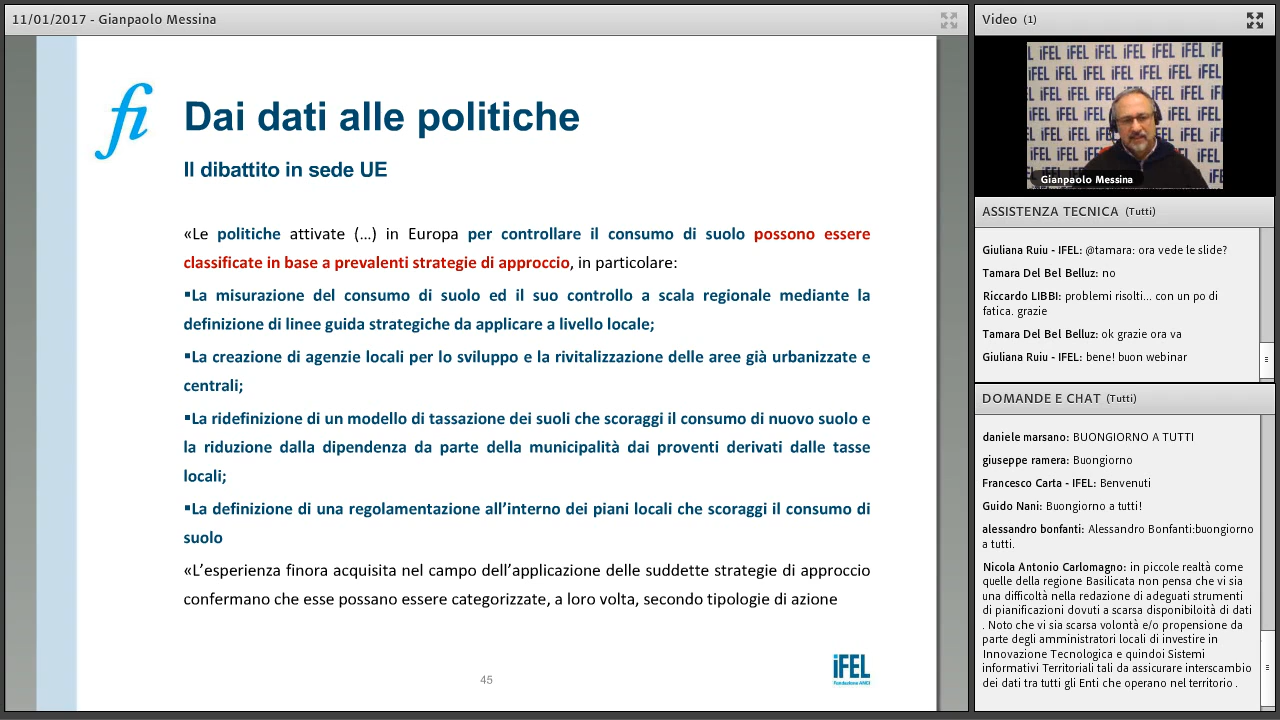 11/01/2017 - Gianpaolo Messina
fi
Dai dati alle politiche
Il dibattito in sede UE
«Le politiche attivate (...) in Europa per controllare il consumo di suolo possono essere
classificate in base a prevalenti strategie di approccio, in particolare:
▪La misurazione del consumo di suolo ed il suo controllo a scala regionale mediante la
definizione di linee guida strategiche da applicare a livello locale;
▪La creazione di agenzie locali per lo sviluppo e la rivitalizzazione delle aree già urbanizzate e
centrali;
▪La ridefinizione di un modello di tassazione dei suoli che scoraggi il consumo di nuovo suolo e
la riduzione dalla dipendenza da parte della municipalità dai proventi derivati dalle tasse
locali;
▪La definizione di una regolamentazione all’interno dei piani locali che scoraggi il consumo di
suolo
«L’esperienza finora acquisita nel campo dell’applicazione delle suddette strategie di approccio
confermano che esse possano essere categorizzate, a loro volta, secondo tipologie di azione
45
iFEL
Fondazione ANCI
Video (1)
iFEL iFEL iFEL iFEL
Gianpaolo Messina
ASSISTENZA TECNICA (Tutti)
Giuliana Ruiu - IFEL: @tamara: ora vede le slide?
Tamara Del Bel Belluz: no
Riccardo LIBBI: problemi risolti... con un po di
fatica. grazie
Tamara Del Bel Belluz: ok grazie ora va
Giuliana Ruiu - IFEL: bene! buon webinar
DOMANDE E CHAT (Tutti)
daniele marsano: BUONGIORNO A TUTTI
giuseppe ramera: Buongiorno
Francesco Carta - IFEL: Benvenuti
Guido Nani: Buongiorno a tutti!
alessandro bonfanti: Alessandro Bonfanti:buongiorno
a tutti.
Nicola Antonio Carlomagno: in piccole realtà come
quelle della regione Basilicata non pensa che vi sia
una difficoltà nella redazione di adeguati strumenti
di pianificazioni dovuti a scarsa disponibiloità di dati
. Noto che vi sia scarsa volontà e/o propensione da
parte degli amministratori locali di investire in
Innovazione Tecnologica e quindoi Sistemi
informativi Territoriali tali da assicurare interscambio
dei dati tra tutti gli Enti che operano nel territorio .